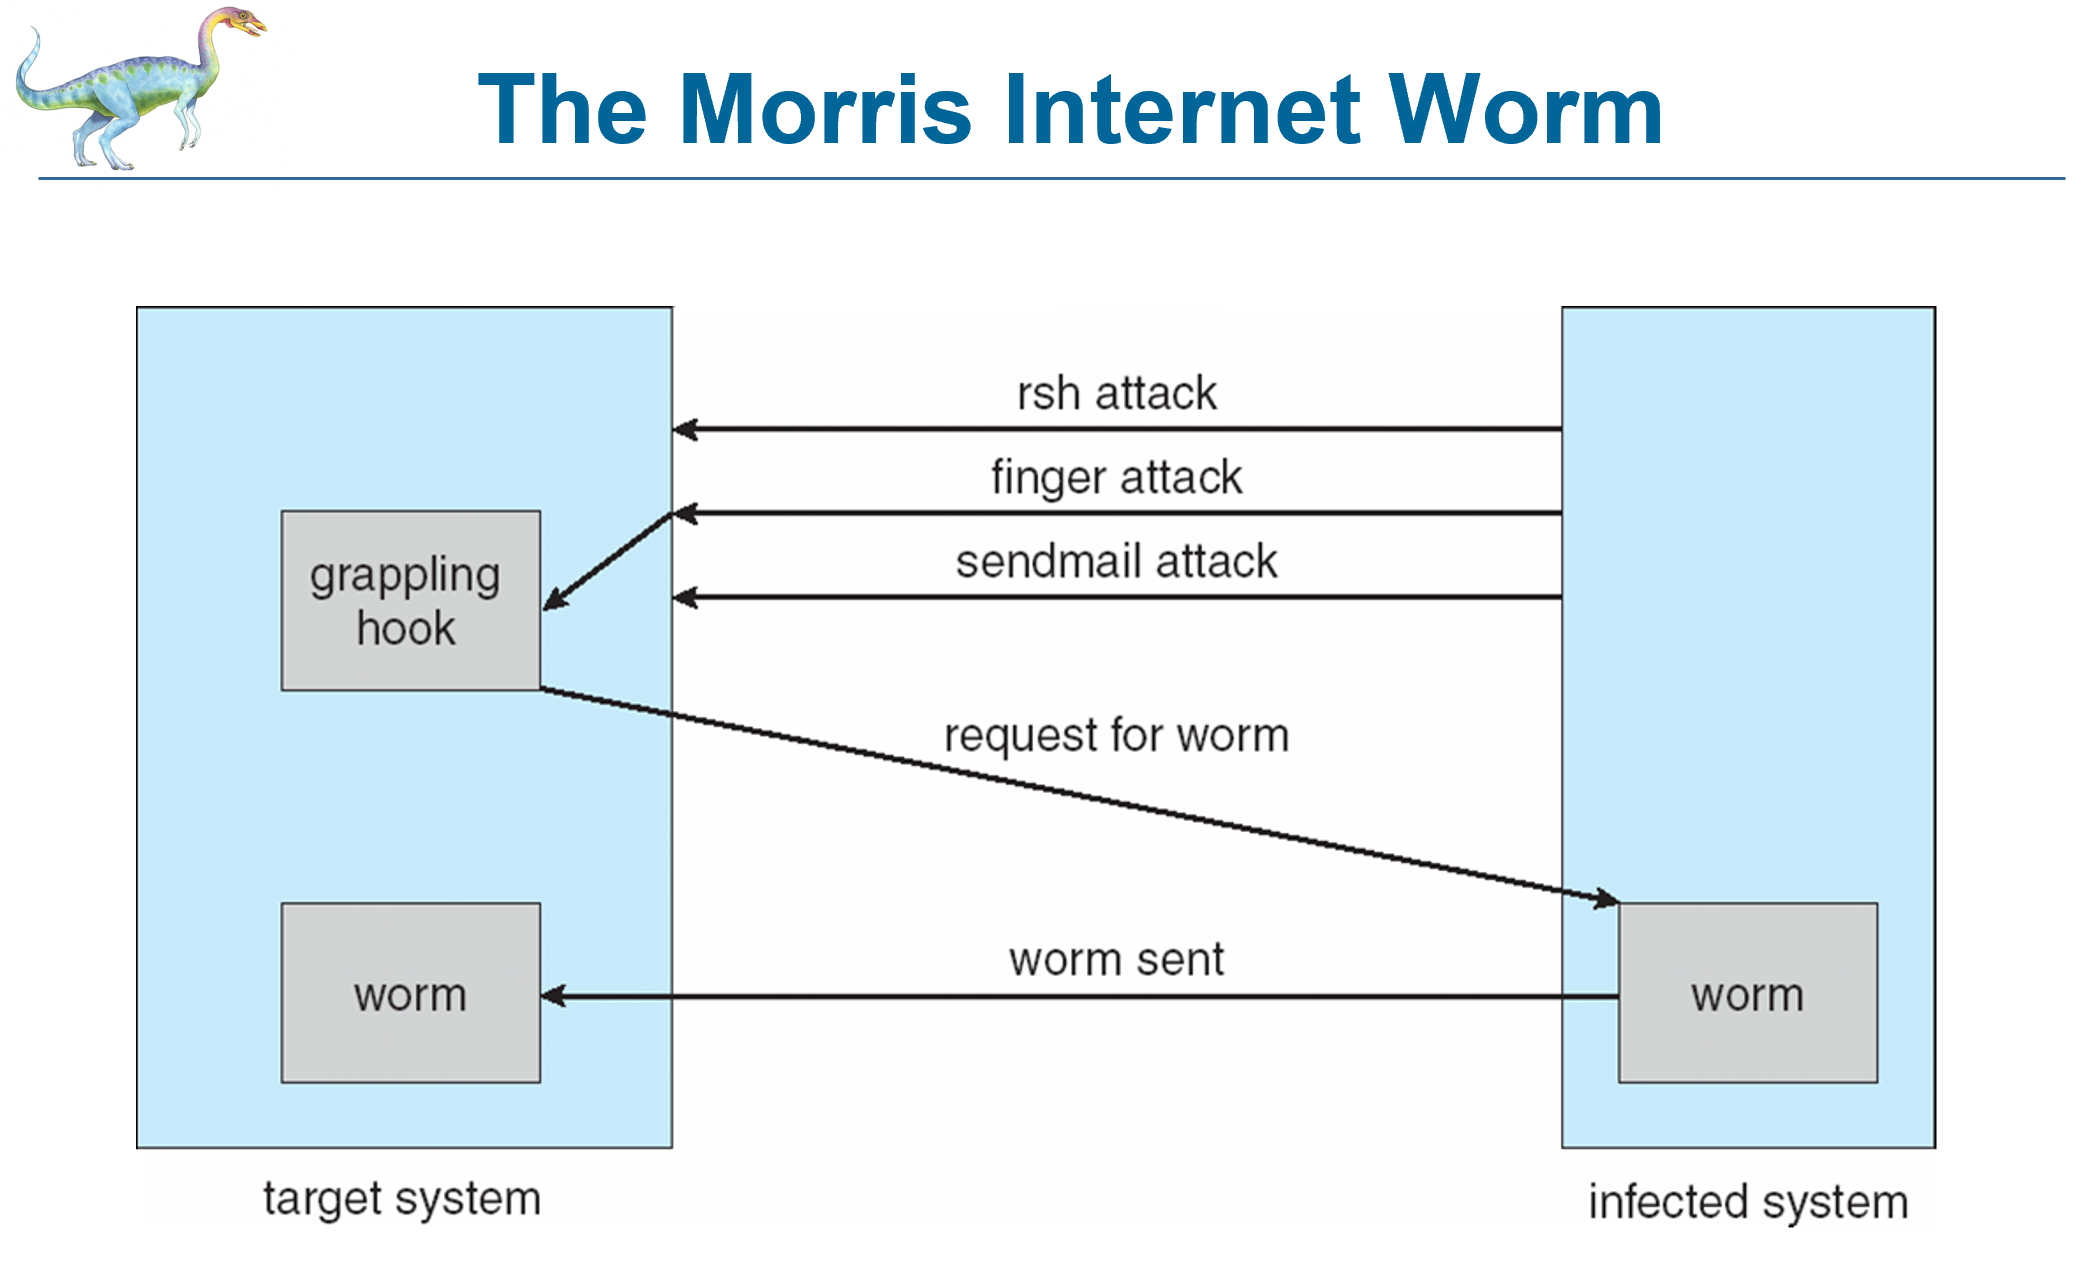 The Morris Internet Worm
rsh attack
finger attack
sendmail attack
grappling
hook
request for worm
worm sent
worm
worm
target system
infected system